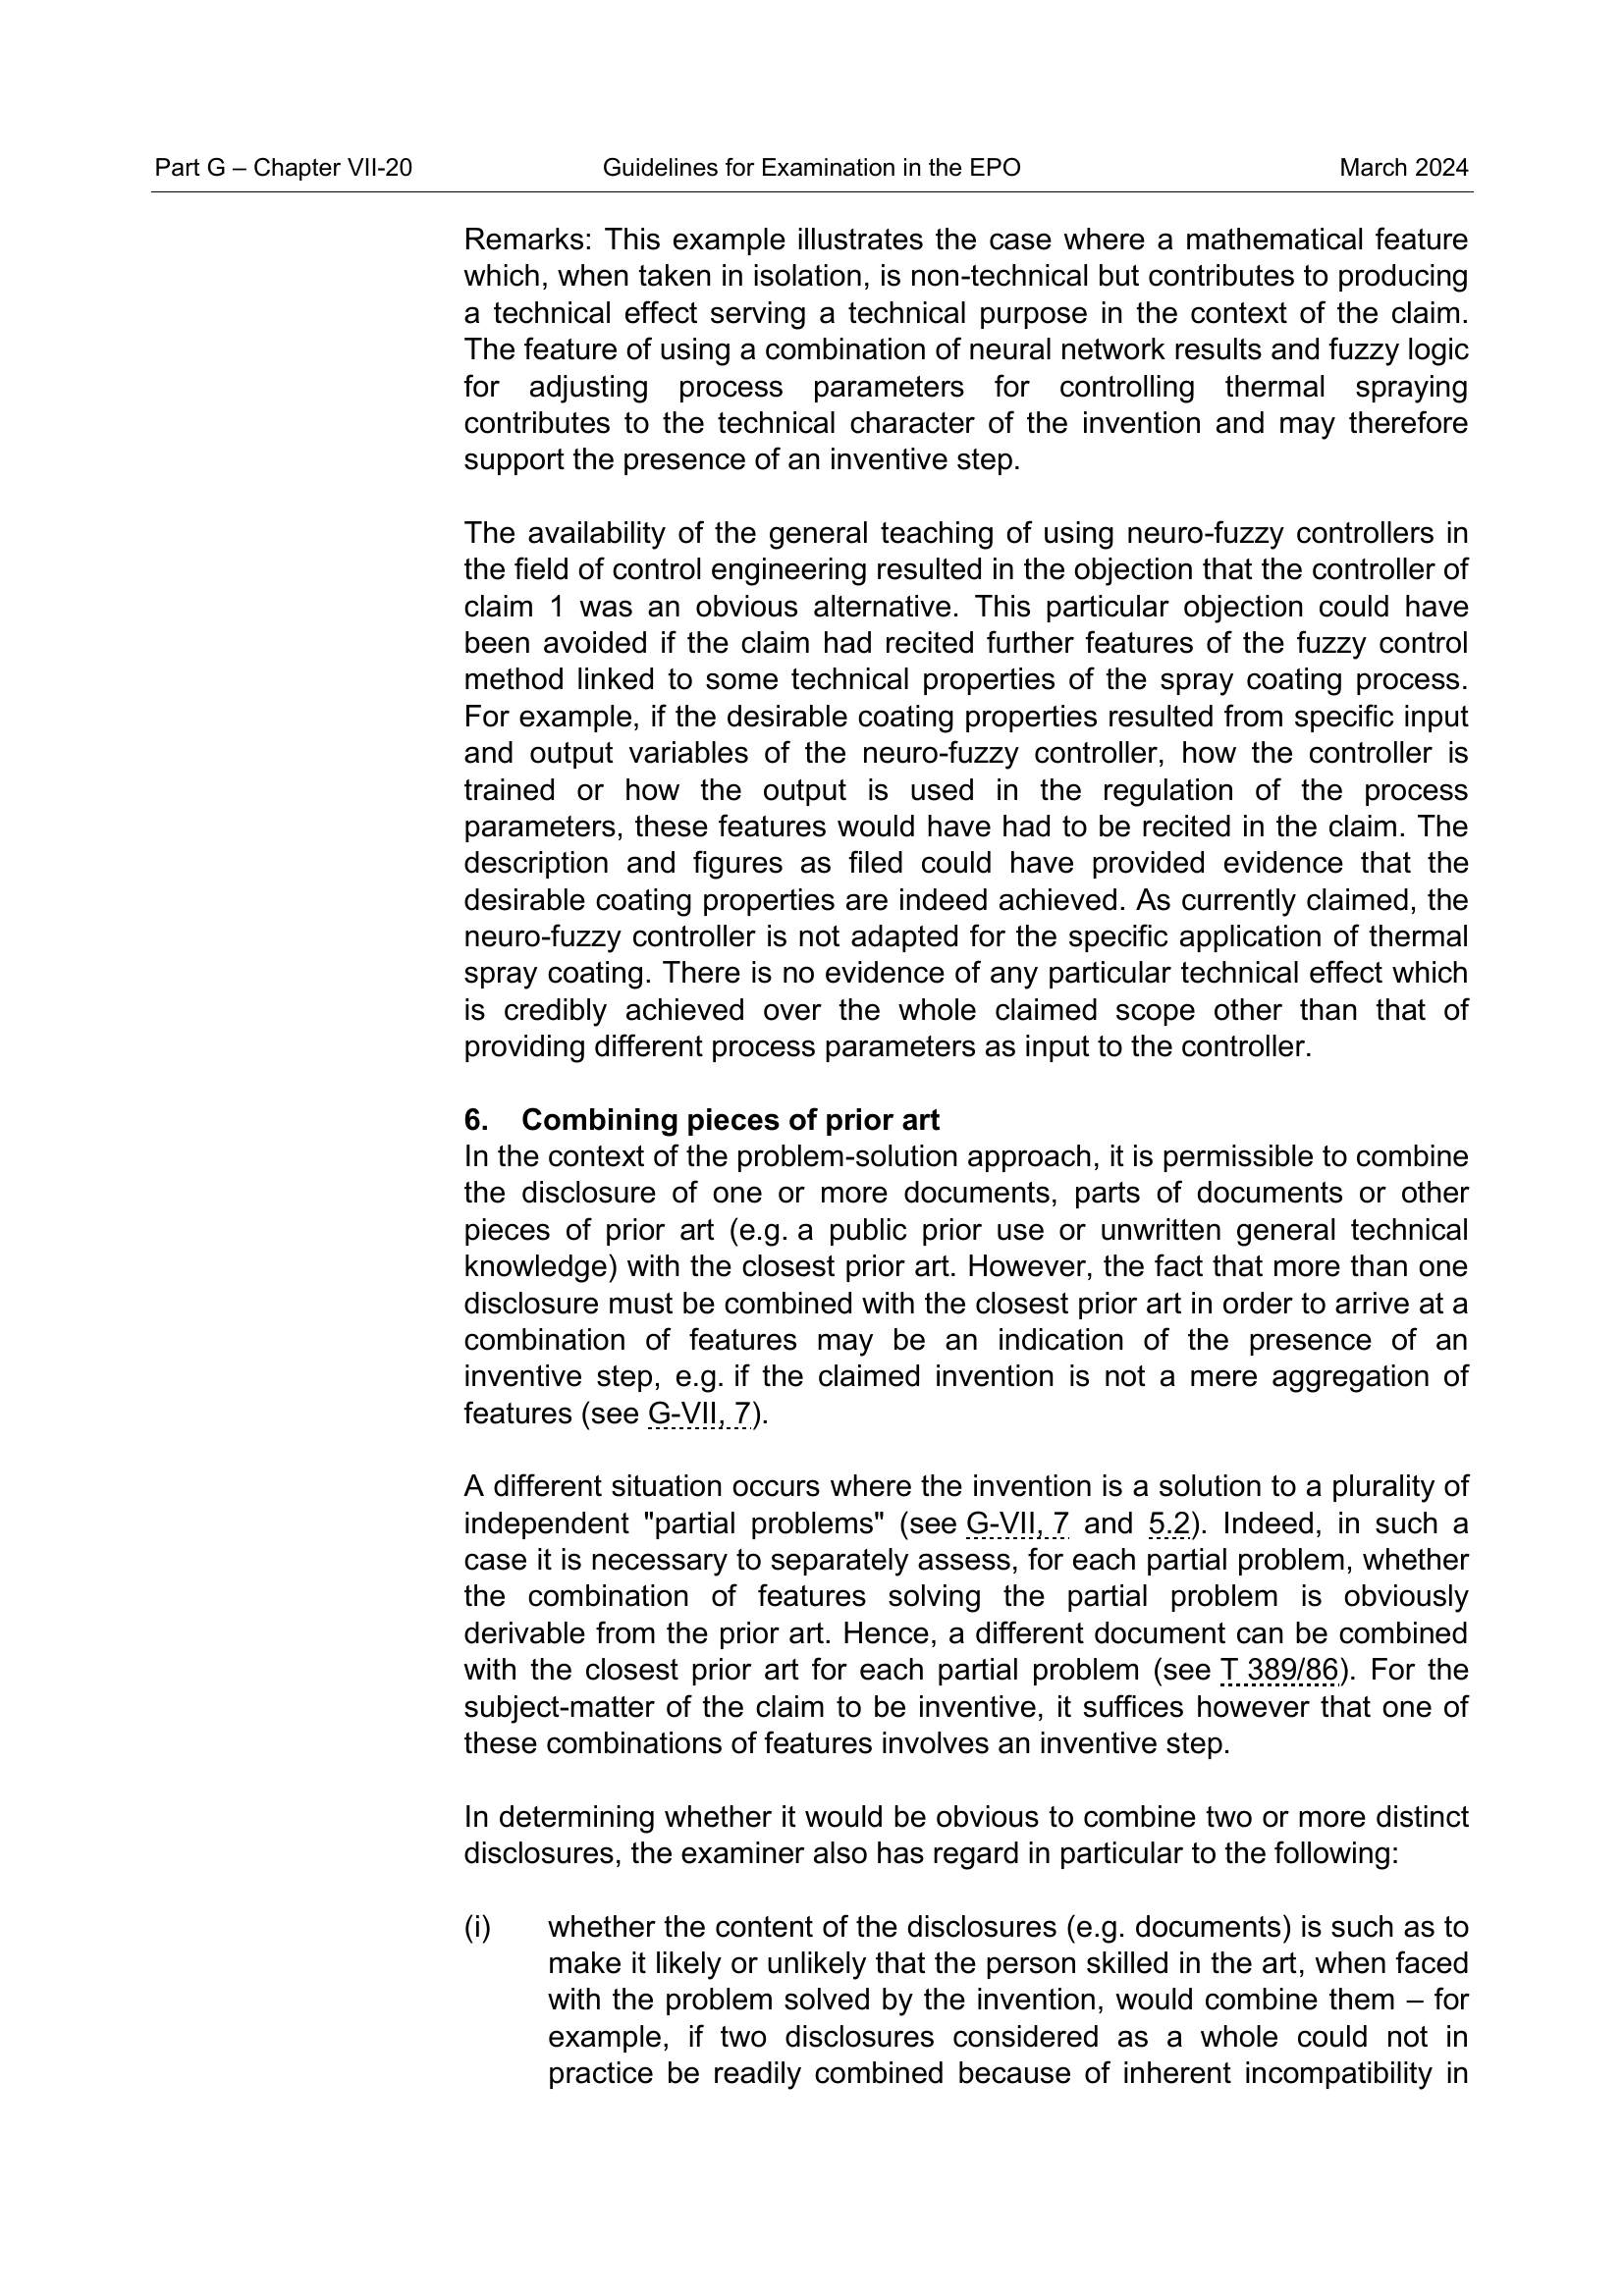 Part G – Chapter VII-20 Guidelines for Examination in the EPO March 2024
Remarks: This example illustrates the case where a mathematical feature
which, when taken in isolation, is non-technical but contributes to producing
a technical effect serving a technical purpose in the context of the claim.
The feature of using a combination of neural network results and fuzzy logic
for adjusting process parameters for controlling thermal spraying
contributes to the technical character of the invention and may therefore
support the presence of an inventive step.
The availability of the general teaching of using neuro-fuzzy controllers in
the field of control engineering resulted in the objection that the controller of
claim 1 was an obvious alternative. This particular objection could have
been avoided if the claim had recited further features of the fuzzy control
method linked to some technical properties of the spray coating process.
For example, if the desirable coating properties resulted from specific input
and output variables of the neuro-fuzzy controller, how the controller is
trained or how the output is used in the regulation of the process
parameters, these features would have had to be recited in the claim. The
description and figures as filed could have provided evidence that the
desirable coating properties are indeed achieved. As currently claimed, the
neuro-fuzzy controller is not adapted for the specific application of thermal
spray coating. There is no evidence of any particular technical effect which
is credibly achieved over the whole claimed scope other than that of
providing different process parameters as input to the controller.
6. Combining pieces of prior art
In the context of the problem-solution approach, it is permissible to combine
the disclosure of one or more documents, parts of documents or other
pieces of prior art (e.g. a public prior use or unwritten general technical
knowledge) with the closest prior art. However, the fact that more than one
disclosure must be combined with the closest prior art in order to arrive at a
combination of features may be an indication of the presence of an
inventive step, e.g. if the claimed invention is not a mere aggregation of
features (see G-VII, 7).
A different situation occurs where the invention is a solution to a plurality of
independent "partial problems" (see G-VII, 7 and 5.2). Indeed, in such a
case it is necessary to separately assess, for each partial problem, whether
the combination of features solving the partial problem is obviously
derivable from the prior art. Hence, a different document can be combined
with the closest prior art for each partial problem (see T 389/86). For the
subject-matter of the claim to be inventive, it suffices however that one of
these combinations of features involves an inventive step.
In determining whether it would be obvious to combine two or more distinct
disclosures, the examiner also has regard in particular to the following:
(i) whether the content of the disclosures (e.g. documents) is such as to
make it likely or unlikely that the person skilled in the art, when faced
with the problem solved by the invention, would combine them – for
example, if two disclosures considered as a whole could not in
practice be readily combined because of inherent incompatibility in